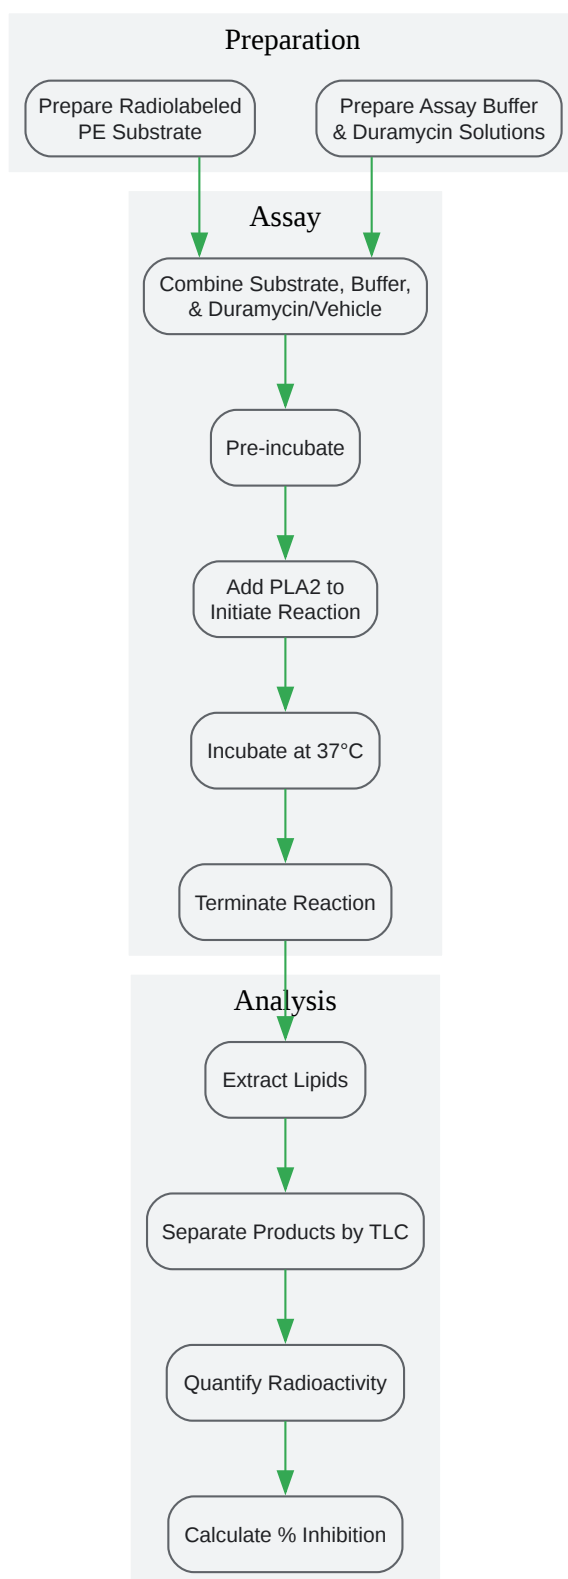 Preparation
Prepare Radiolabeled
PE Substrate
Prepare Assay Buffer
& Duramycin Solutions
Assay
Combine Substrate, Buffer,
& Duramycin/Vehicle
Pre-incubate
Add PLA2 to
Initiate Reaction
Incubate at 37°C
Terminate Reaction
Analysis
Extract Lipids
Separate Products by TLC
Quantify Radioactivity
Calculate % Inhibition